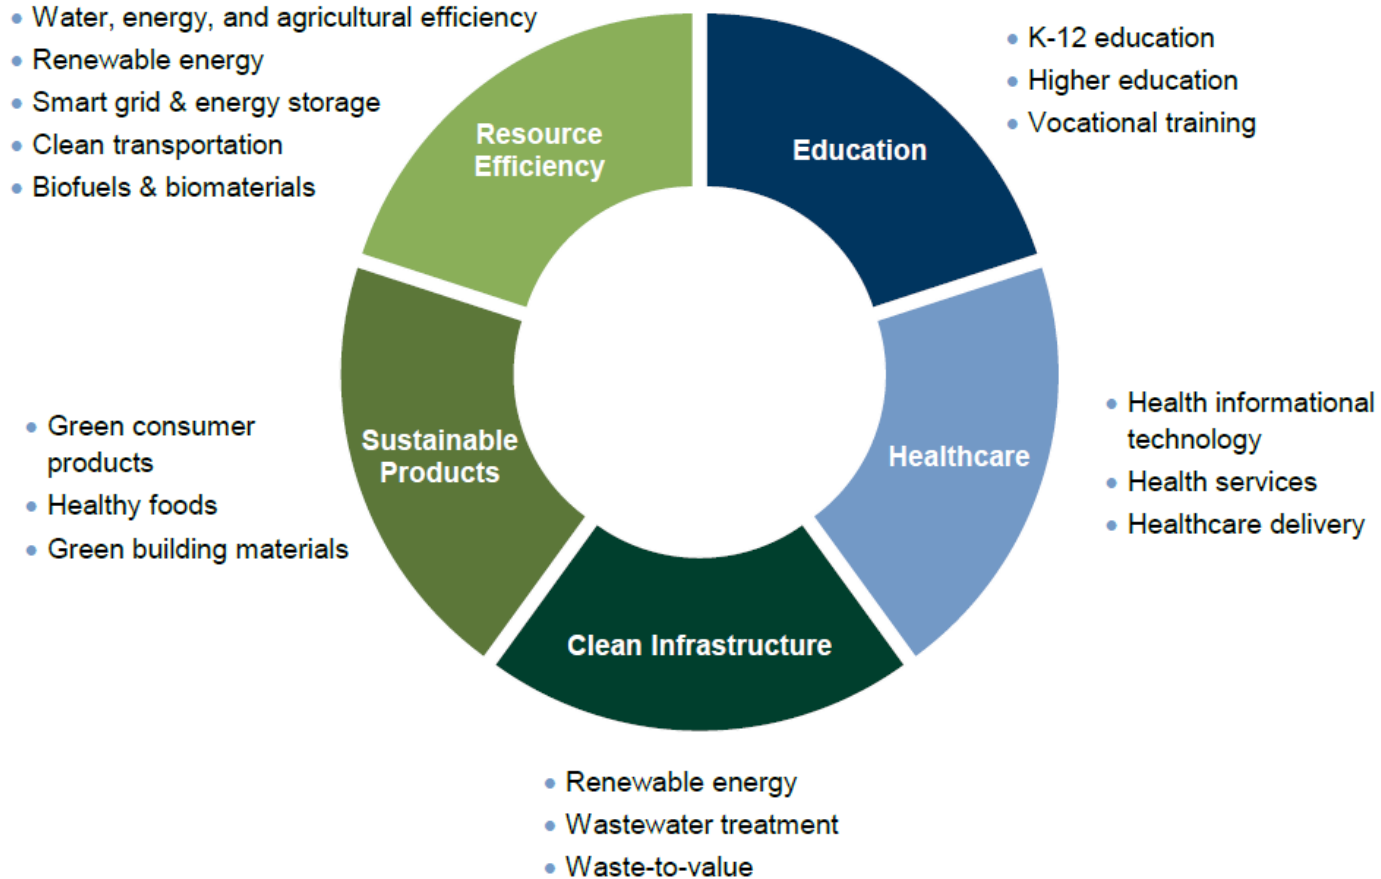 • Water, energy, and agricultural efficiency
• Renewable energy
• Smart grid & energy storage
• Clean transportation
• Biofuels & biomaterials
Resource
Efficiency
Education
• K-12 education
• Higher education
• Vocational training
• Green consumer
products
• Healthy foods
• Green building materials
Sustainable
Products
Healthcare
• Health informational
technology
• Health services
• Healthcare delivery
Clean Infrastructure
• Renewable energy
• Wastewater treatment
• Waste-to-value